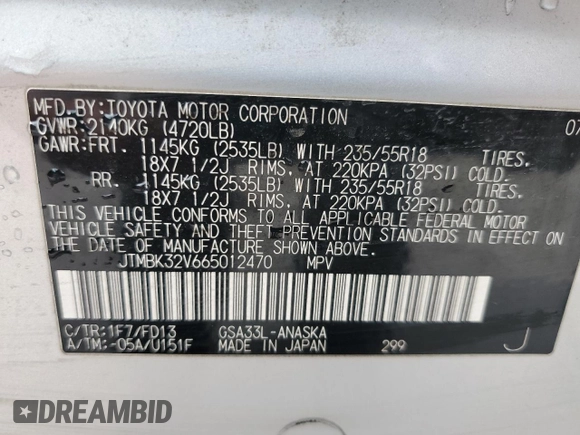 MFD.BY:TOYOTA MOTOR CORPORATION 07
GVWR:2140KG (4720LB)
GAWR:FRT. 1145KG (2535LB) WITH 235/55R18 TIRES.
18X7 1/2J RIMS. AT 220KPA (32PSI) COLD.
RR. 1145KG (2535LB) WITH 235/55R18 TIRES.
18X7 1/2J RIMS. AT 220KPA (32PSI) COLD.
THIS VEHICLE CONFORMS TO ALL APPLICABLE FEDERAL MOTOR
VEHICLE SAFETY AND THEFT PREVENTION STANDARDS IN EFFECT ON
THE DATE OF MANUFACTURE SHOWN ABOVE.
JTMBK32V665012470 MPV
C/TR:1F7/FD13 GSA33L-ANASKA
A/TM:-05A/U151F MADE IN JAPAN 299 J
DREAMBID